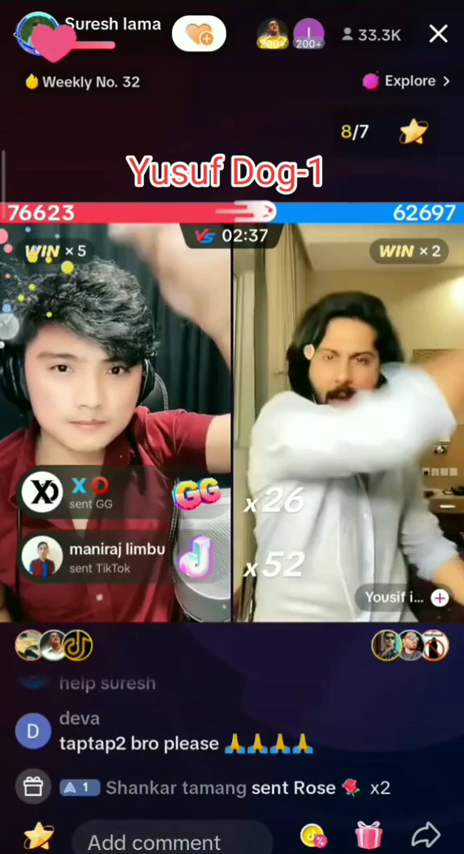 Suresh lama
200+
200+
33.3K
Weekly No. 32
Explore >
8/7
Yusuf Dog-1
76623
62697
VS 02:37
WIN × 5
WIN × 2
XO
X O
sent GG
GG
x26
maniraj limbu
sent TikTok
x52
Yousif i...
help suresh
D
deva
taptap2 bro please 🙏🙏🙏🙏
A 1 Shankar tamang sent Rose 🌹 x2
Add comment